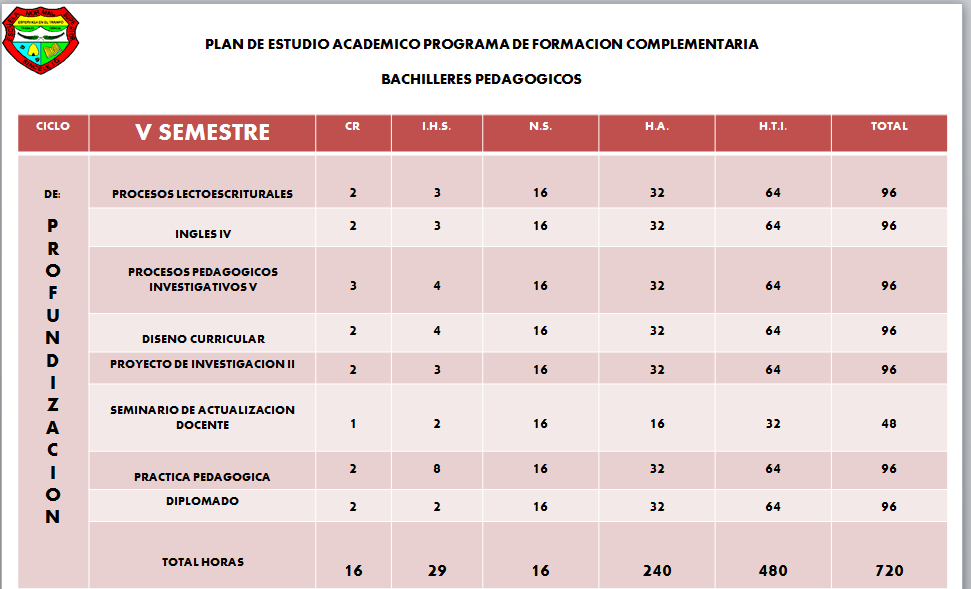 ESPERANZA EN EL TRIUNFO
PLAN DE ESTUDIO ACADEMICO PROGRAMA DE FORMACION COMPLEMENTARIA
BACHILLERES PEDAGOGICOS
CICLO V SEMESTRE CR I.H.S. N.S. H.A. H.T.I. TOTAL
DE: PROCESOS LECTOESCRITURALES 2 3 16 32 64 96
PROFUNDIZACION
INGLES IV 2 3 16 32 64 96
PROCESOS PEDAGOGICOS
INVESTIGATIVOS V 3 4 16 32 64 96
DISENO CURRICULAR 2 4 16 32 64 96
PROYECTO DE INVESTIGACION II 2 3 16 32 64 96
SEMINARIO DE ACTUALIZACION
DOCENTE 1 2 16 16 32 48
PRACTICA PEDAGOGICA 2 8 16 32 64 96
DIPLOMADO 2 2 16 32 64 96
TOTAL HORAS 16 29 16 240 480 720